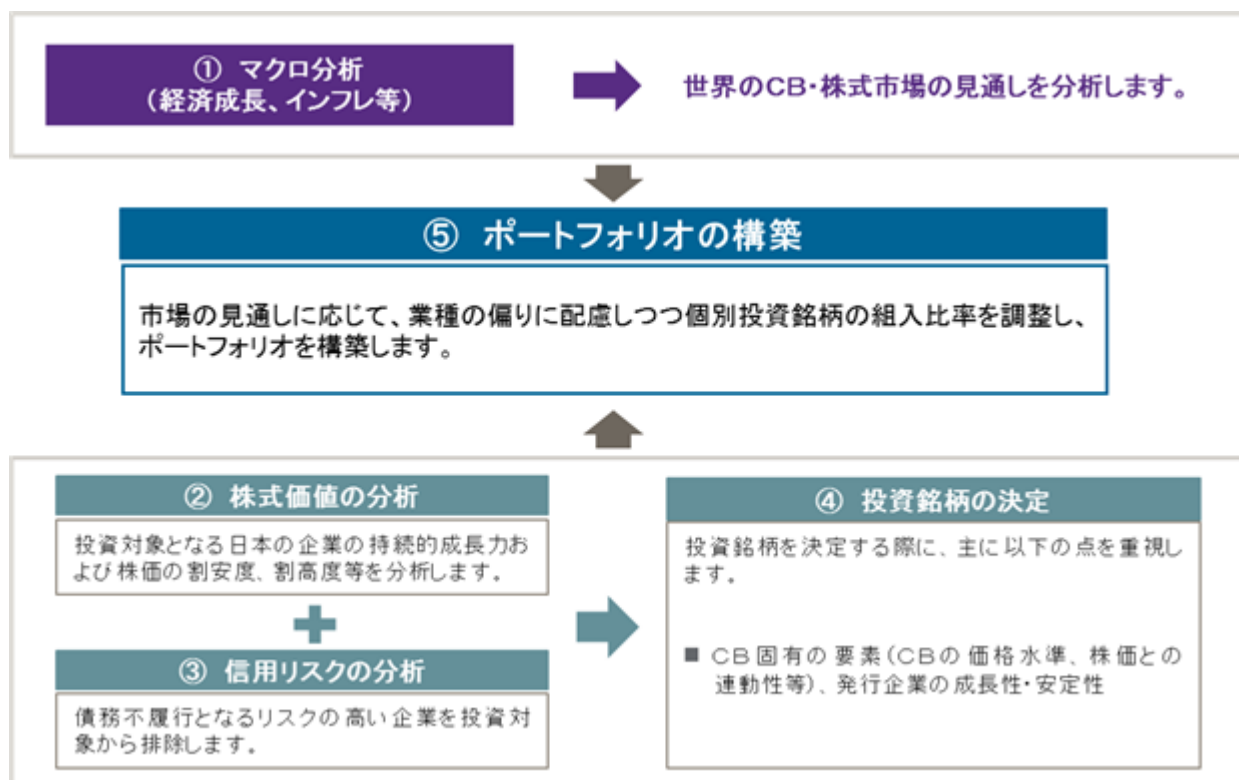 ① マクロ分析
（経済成長、インフレ等）
世界のCB・株式市場の見通しを分析します。
⑤ ポートフォリオの構築
市場の見通しに応じて、業種の偏りに配慮しつつ個別投資銘柄の組入比率を調整し、
ポートフォリオを構築します。
② 株式価値の分析
投資対象となる日本の企業の持続的成長力お
よび株価の割安度、割高度等を分析します。
③ 信用リスクの分析
債務不履行となるリスクの高い企業を投資対
象から排除します。
④ 投資銘柄の決定
投資銘柄を決定する際に、主に以下の点を重視し
ます。
■ CB固有の要素（CBの価格水準、株価との
連動性等）、発行企業の成長性・安定性